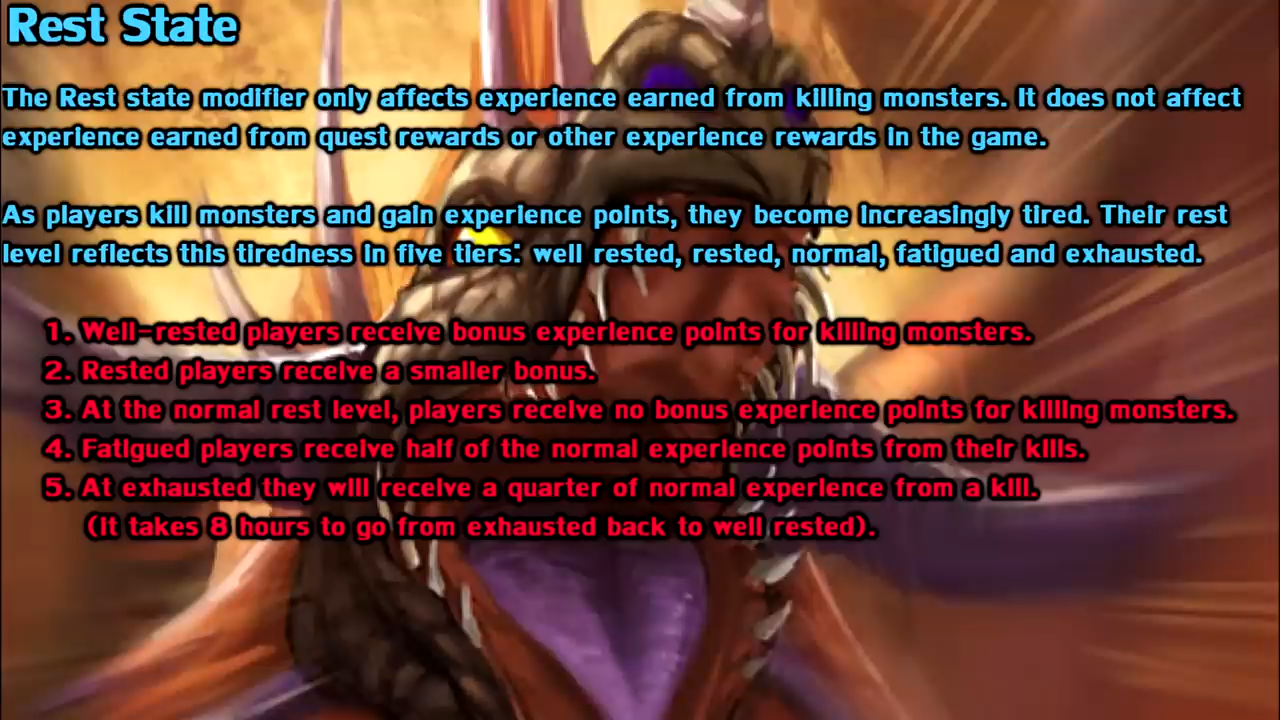 Rest State
The Rest state modifier only affects experience earned from killing monsters. It does not affect
experience earned from quest rewards or other experience rewards in the game.
As players kill monsters and gain experience points, they become increasingly tired. Their rest
level reflects this tiredness in five tiers: well rested, rested, normal, fatigued and exhausted.
1. Well-rested players receive bonus experience points for killing monsters.
2. Rested players receive a smaller bonus.
3. At the normal rest level, players receive no bonus experience points for killing monsters.
4. Fatigued players receive half of the normal experience points from their kills.
5. At exhausted they will receive a quarter of normal experience from a kill.
(It takes 8 hours to go from exhausted back to well rested).